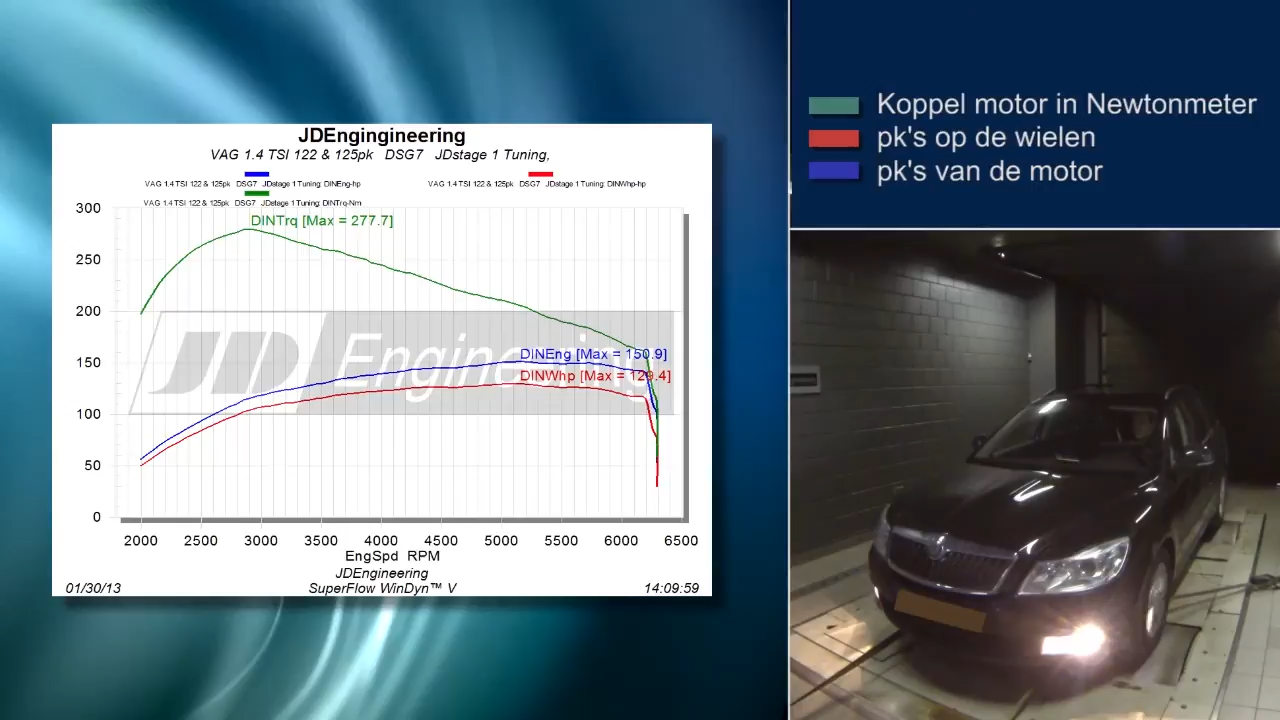 JDEngingineering
VAG 1.4 TSI 122 & 125pk DSG7 JDstage 1 Tuning,
VAG 1.4 TSI 122 & 125pk DSG7 JDstage 1 Tuning: DINEng-hp
VAG 1.4 TSI 122 & 125pk DSG7 JDstage 1 Tuning: DINWhp-hp
VAG 1.4 TSI 122 & 125pk DSG7 JDstage 1 Tuning: DINTrq-Nm
300
DINTrq [Max = 277.7]
250
200
JD Engineering
150
DINEng [Max = 150.9]
DINWhp [Max = 129.4]
100
50
0
2000 2500 3000 3500 4000 4500 5000 5500 6000 6500
EngSpd RPM
JDEngineering
01/30/13 SuperFlow WinDyn™ V 14:09:59
Koppel motor in Newtonmeter
pk's op de wielen
pk's van de motor